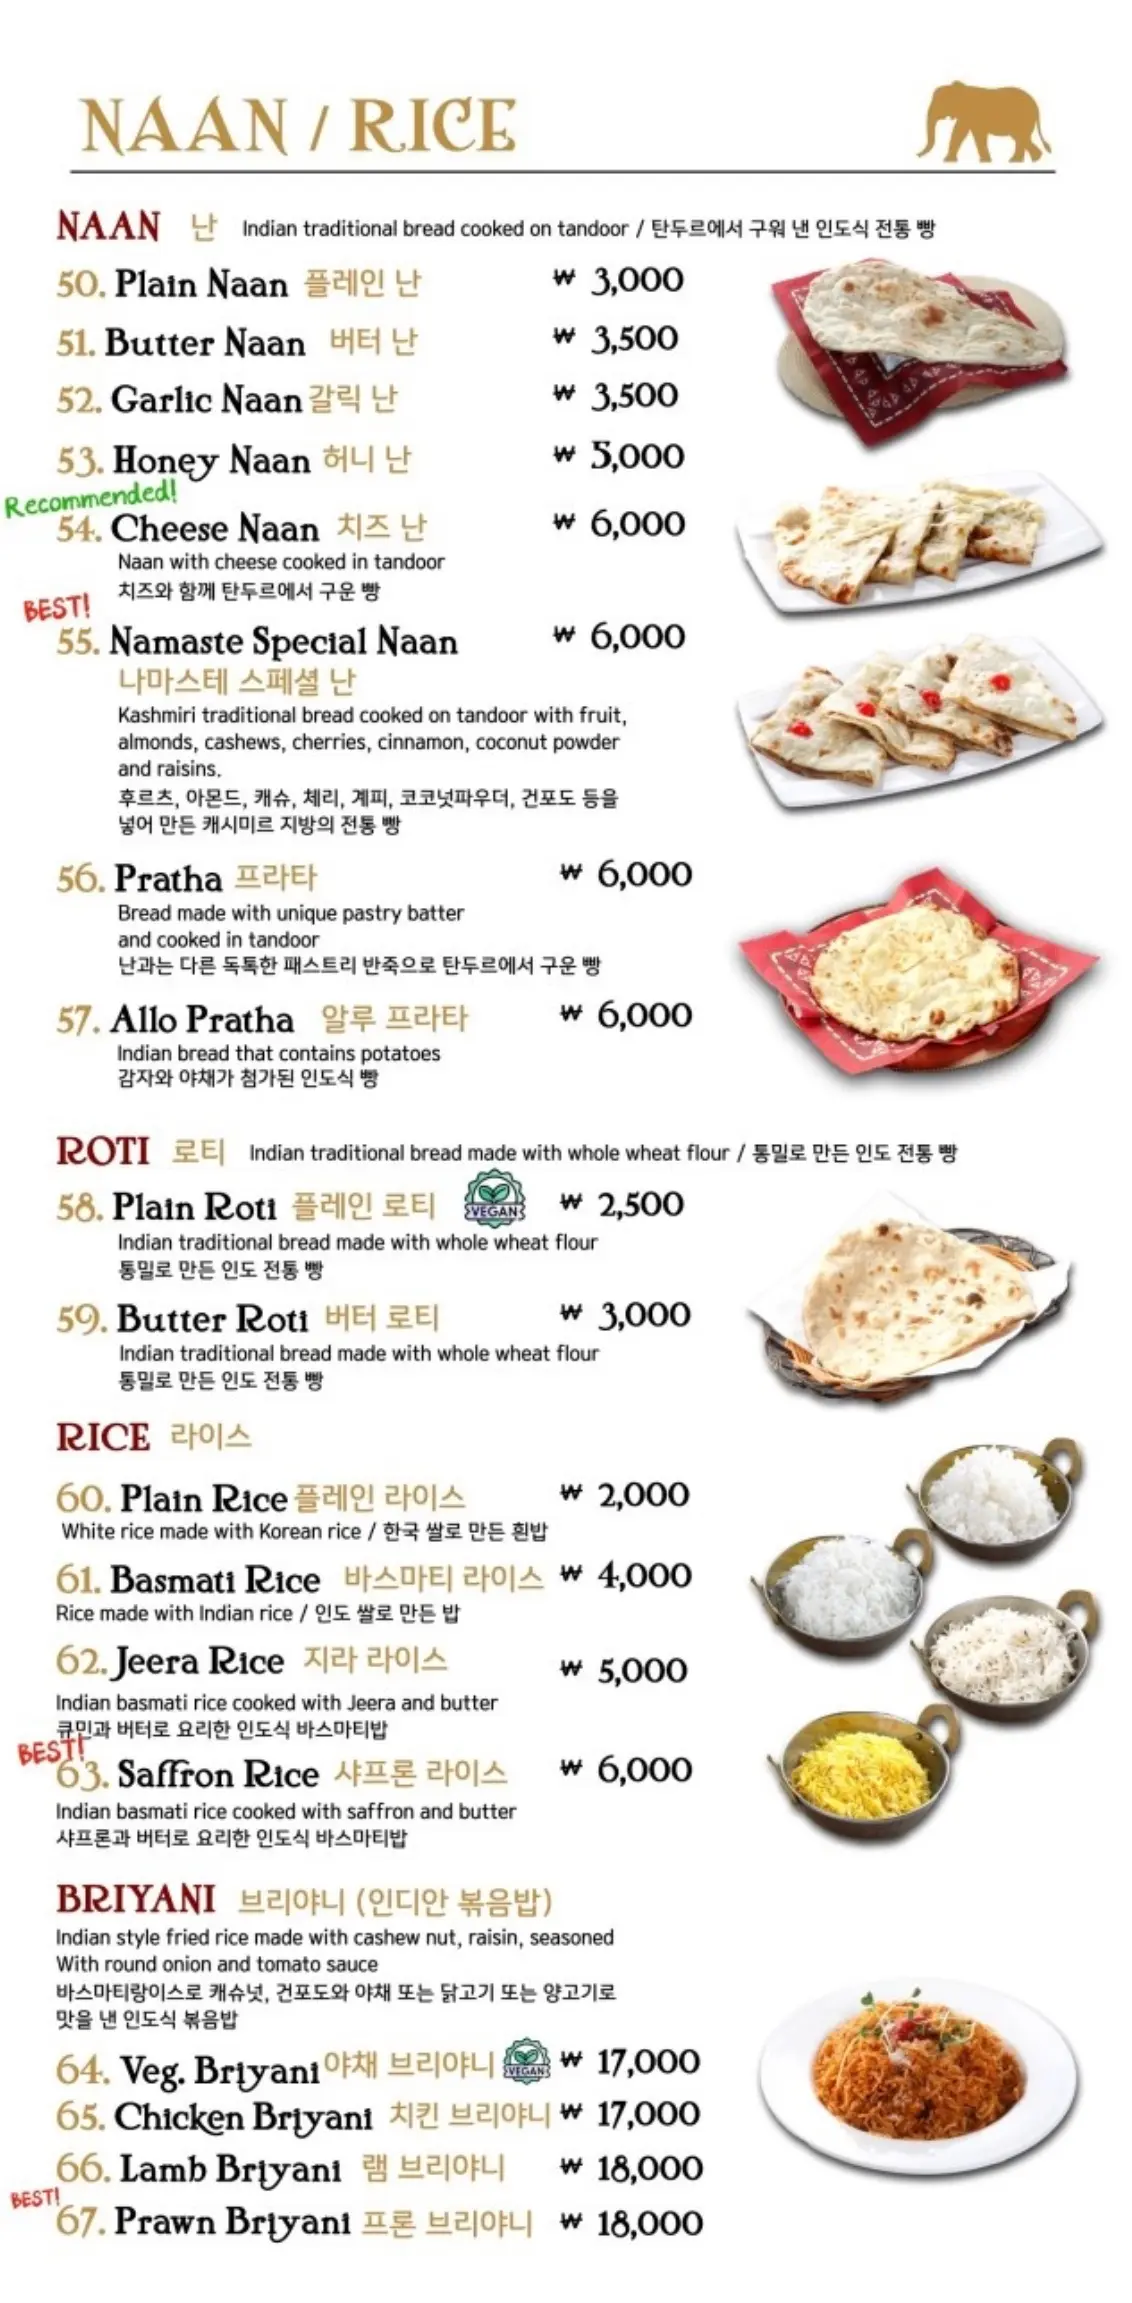 NAAN / RICE
NAAN 난 Indian traditional bread cooked on tandoor / 탄두르에서 구워 낸 인도식 전통 빵
50. Plain Naan 플레인 난 ₩ 3,000
51. Butter Naan 버터 난 ₩ 3,500
52. Garlic Naan 갈릭 난 ₩ 3,500
53. Honey Naan 허니 난 ₩ 5,000
Recommended!
54. Cheese Naan 치즈 난 ₩ 6,000
Naan with cheese cooked in tandoor
치즈와 함께 탄두르에서 구운 빵
BEST!
55. Namaste Special Naan ₩ 6,000
나마스테 스페셜 난
Kashmiri traditional bread cooked on tandoor with fruit,
almonds, cashews, cherries, cinnamon, coconut powder
and raisins.
후르츠, 아몬드, 캐슈, 체리, 계피, 코코넛파우더, 건포도 등을
넣어 만든 캐시미르 지방의 전통 빵
56. Pratha 프라타 ₩ 6,000
Bread made with unique pastry batter
and cooked in tandoor
난과는 다른 독톡한 패스트리 반죽으로 탄두르에서 구운 빵
57. Allo Pratha 알루 프라타 ₩ 6,000
Indian bread that contains potatoes
감자와 야채가 첨가된 인도식 빵
ROTI 로티 Indian traditional bread made with whole wheat flour / 통밀로 만든 인도 전통 빵
58. Plain Roti 플레인 로티 VEGAN ₩ 2,500
Indian traditional bread made with whole wheat flour
통밀로 만든 인도 전통 빵
59. Butter Roti 버터 로티 ₩ 3,000
Indian traditional bread made with whole wheat flour
통밀로 만든 인도 전통 빵
RICE 라이스
60. Plain Rice 플레인 라이스 ₩ 2,000
White rice made with Korean rice / 한국 쌀로 만든 흰밥
61. Basmati Rice 바스마티 라이스 ₩ 4,000
Rice made with Indian rice / 인도 쌀로 만든 밥
62. Jeera Rice 지라 라이스 ₩ 5,000
Indian basmati rice cooked with Jeera and butter
큐민과 버터로 요리한 인도식 바스마티밥
BEST!
63. Saffron Rice 샤프론 라이스 ₩ 6,000
Indian basmati rice cooked with saffron and butter
샤프론과 버터로 요리한 인도식 바스마티밥
BRIYANI 브리야니 (인디안 볶음밥)
Indian style fried rice made with cashew nut, raisin, seasoned
With round onion and tomato sauce
바스마티랑이스로 캐슈넛, 건포도와 야채 또는 닭고기 또는 양고기로
맛을 낸 인도식 볶음밥
64. Veg. Briyani 야채 브리야니 VEGAN ₩ 17,000
65. Chicken Briyani 치킨 브리야니 ₩ 17,000
66. Lamb Briyani 램 브리야니 ₩ 18,000
BEST!
67. Prawn Briyani 프론 브리야니 ₩ 18,000